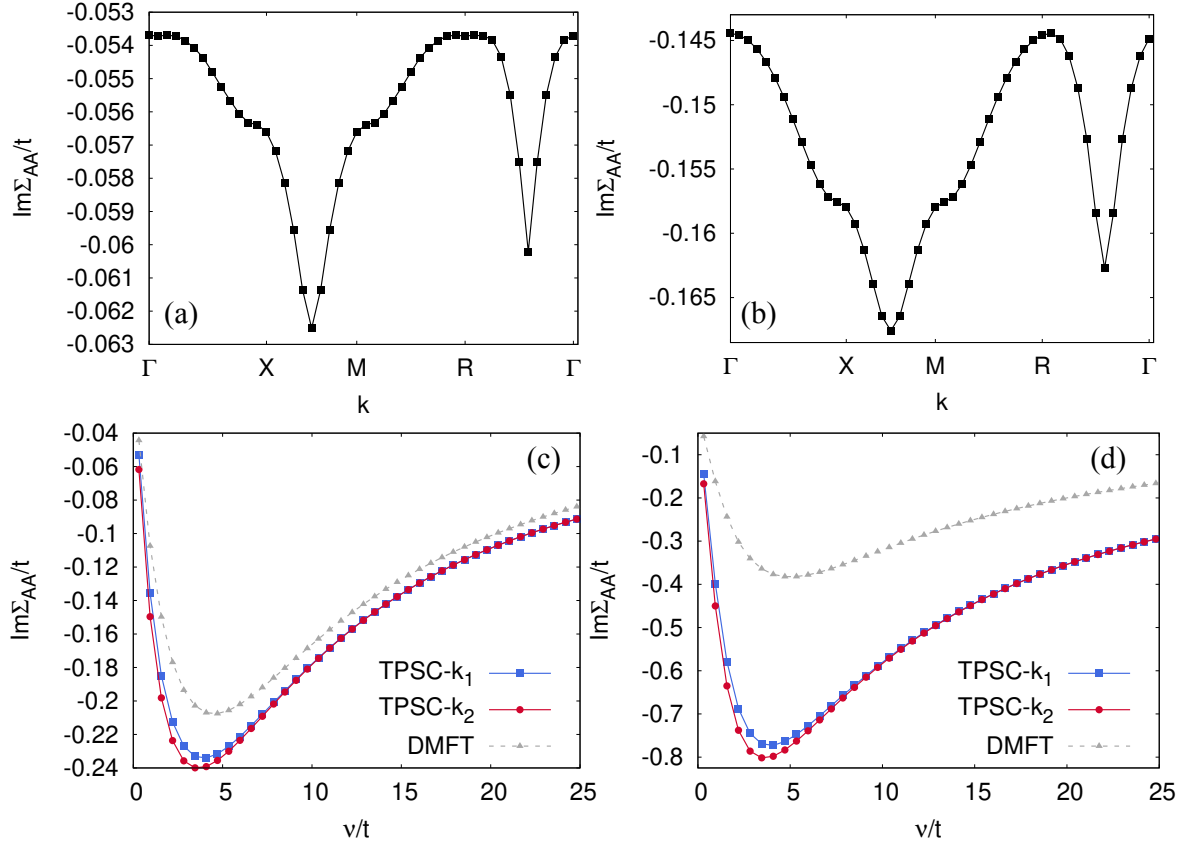 -0.053
-0.054
-0.055
-0.056
-0.057
-0.058
-0.059
-0.06
-0.061
-0.062
-0.063
ImΣAA/t
(a)
Γ X M R Γ
k
-0.145
-0.15
-0.155
-0.16
-0.165
ImΣAA/t
(b)
Γ X M R Γ
k
-0.04
-0.06
-0.08
-0.1
-0.12
-0.14
-0.16
-0.18
-0.2
-0.22
-0.24
ImΣAA/t
(c)
TPSC-k1
TPSC-k2
DMFT
0 5 10 15 20 25
ν/t
-0.1
-0.2
-0.3
-0.4
-0.5
-0.6
-0.7
-0.8
ImΣAA/t
(d)
TPSC-k1
TPSC-k2
DMFT
0 5 10 15 20 25
ν/t